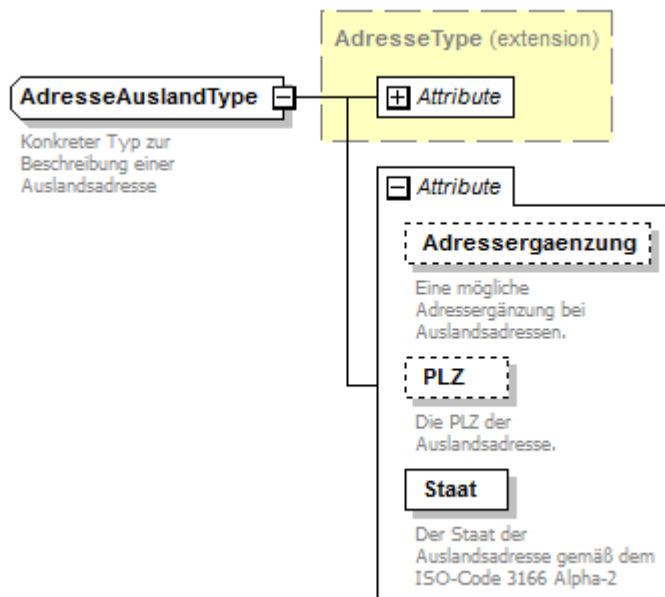 AdresseType (extension)
AdresseAuslandType
Attribute
Konkreter Typ zur
Beschreibung einer
Auslandsadresse
Attribute
Adressergaenzung
Eine mögliche
Adressergänzung bei
Auslandsadressen.
PLZ
Die PLZ der
Auslandsadresse.
Staat
Der Staat der
Auslandsadresse gemäß dem
ISO-Code 3166 Alpha-2